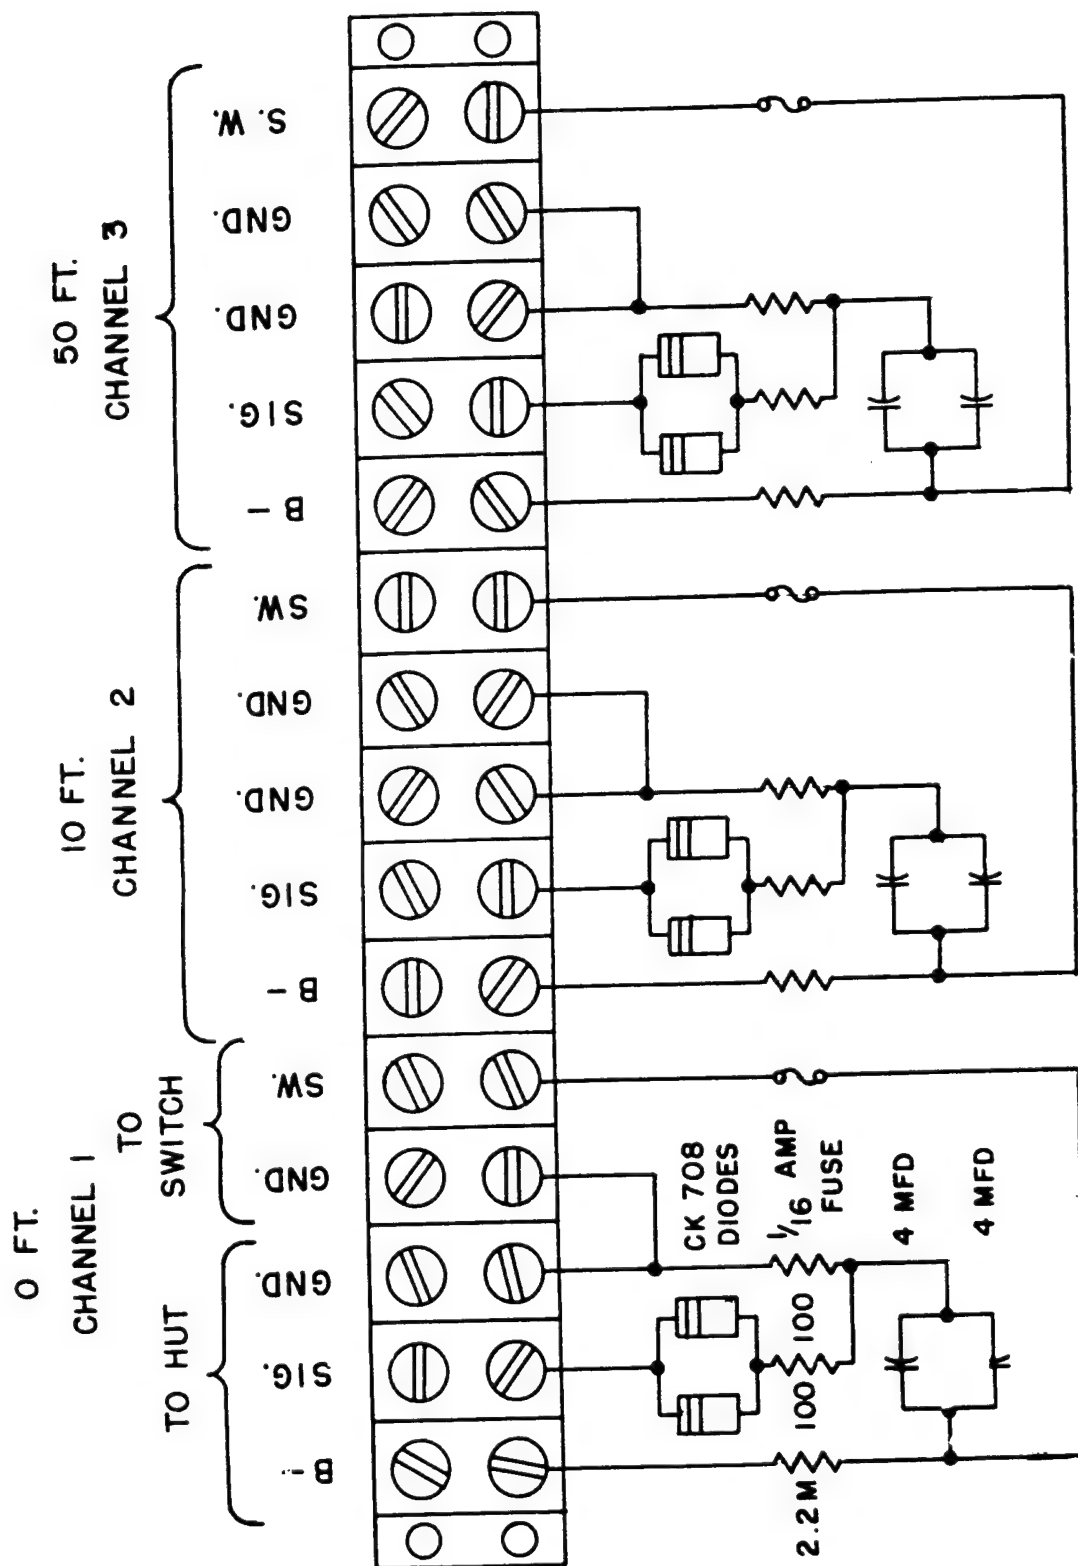 0 FT.
CHANNEL 1
TO HUT
TO
SWITCH
10 FT.
CHANNEL 2
50 FT.
CHANNEL 3
B-
SIG.
GND.
GND.
SW.
B-
SIG.
GND.
GND.
SW.
B-
SIG.
GND.
GND.
S.W.
CK 708
DIODES
1/16 AMP
FUSE
2.2M
100
100
4 MFD
4 MFD